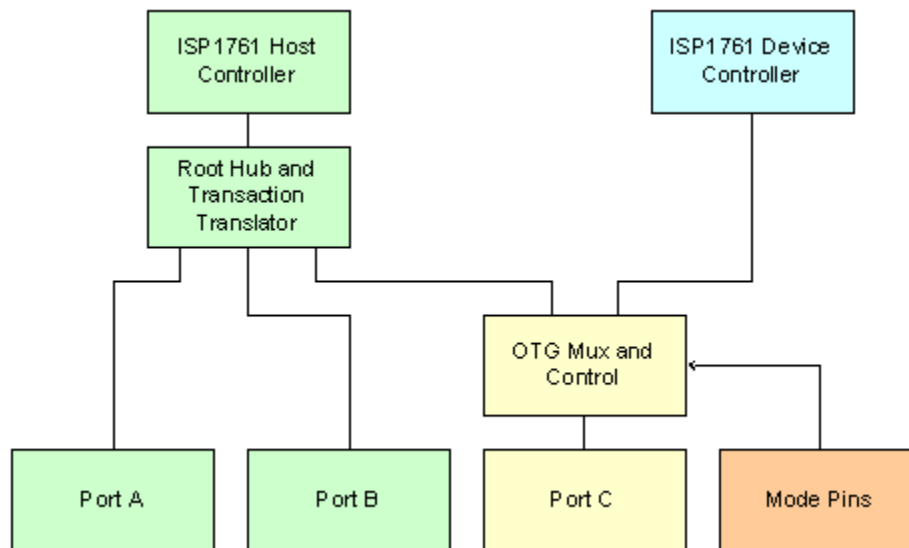 ISP1761 Host
Controller
ISP1761 Device
Controller
Root Hub and
Transaction
Translator
OTG Mux and
Control
Port A
Port B
Port C
Mode Pins